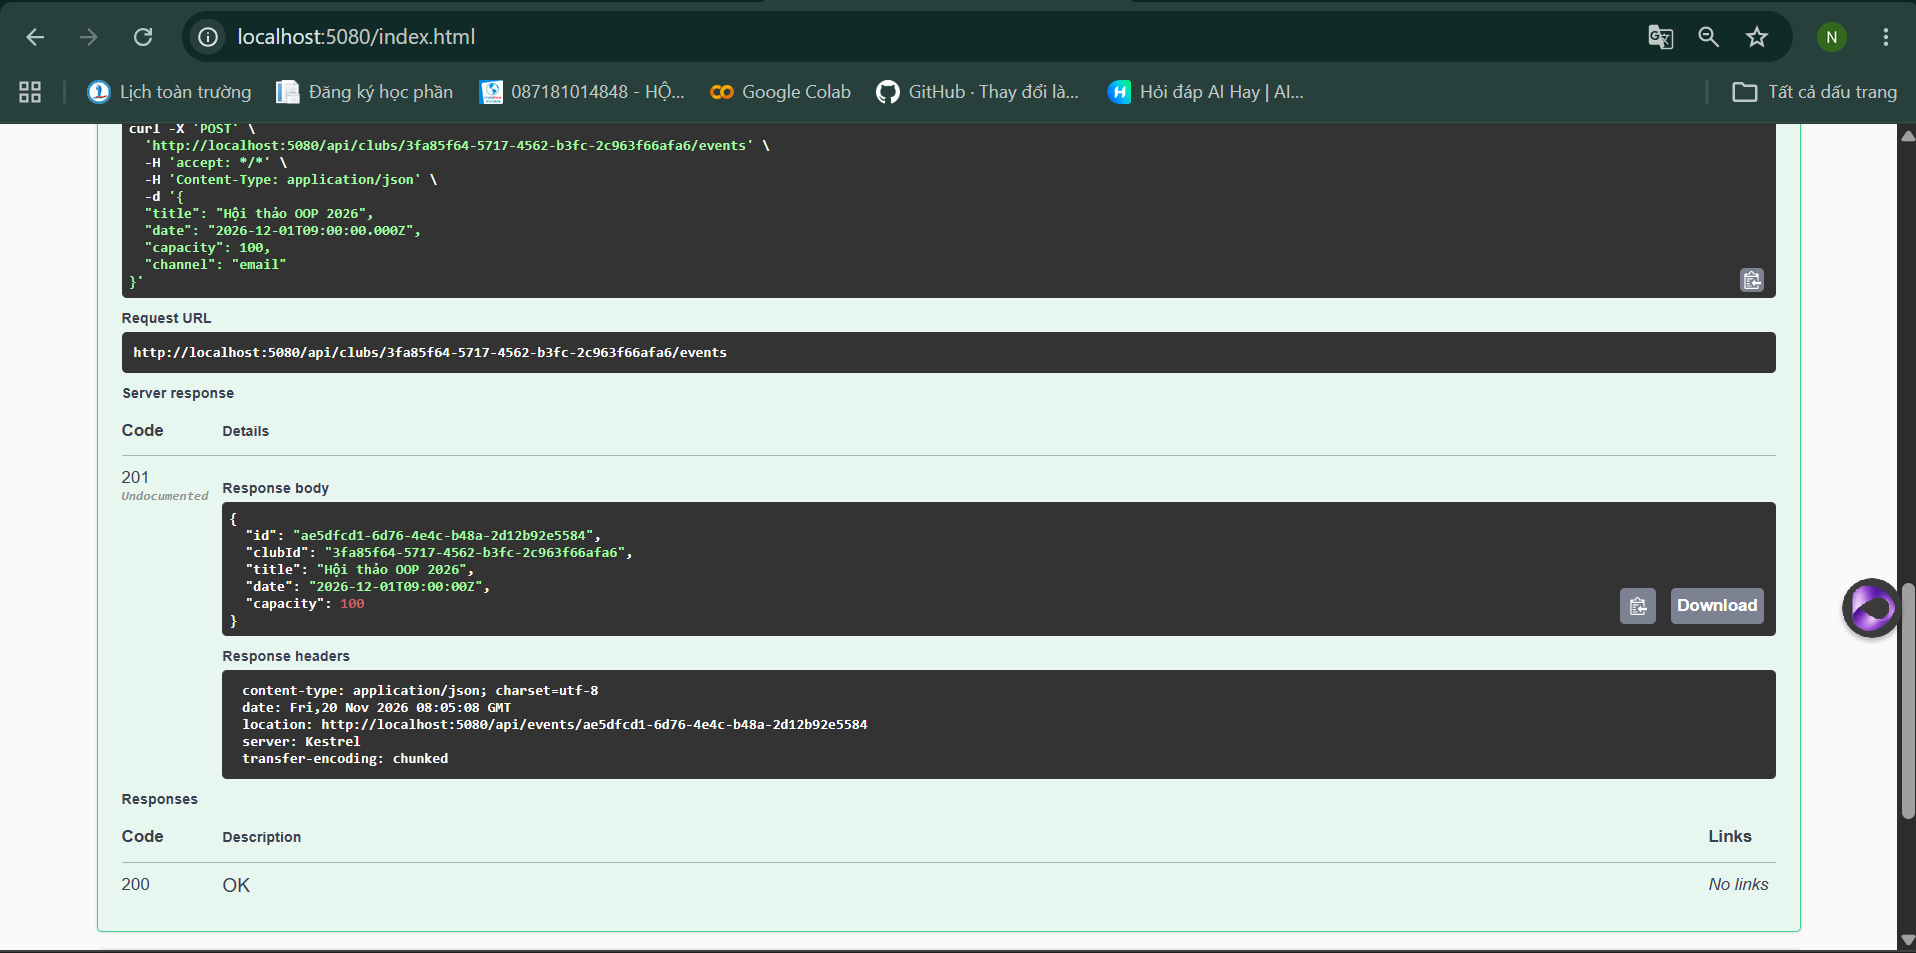 localhost:5080/index.html
N
Lịch toàn trường
Đăng ký học phần
087181014848 - HỘ...
Google Colab
GitHub · Thay đổi là...
Hỏi đáp AI Hay | AI...
Tất cả dấu trang
curl -X 'POST' \
'http://localhost:5080/api/clubs/3fa85f64-5717-4562-b3fc-2c963f66afa6/events' \
-H 'accept: */*' \
-H 'Content-Type: application/json' \
-d '{
"title": "Hội thảo OOP 2026",
"date": "2026-12-01T09:00:00.000Z",
"capacity": 100,
"channel": "email"
}'
Request URL
http://localhost:5080/api/clubs/3fa85f64-5717-4562-b3fc-2c963f66afa6/events
Server response
Code Details
201
Undocumented
Response body
{
"id": "ae5dfcd1-6d76-4e4c-b48a-2d12b92e5584",
"clubId": "3fa85f64-5717-4562-b3fc-2c963f66afa6",
"title": "Hội thảo OOP 2026",
"date": "2026-12-01T09:00:00Z",
"capacity": 100
}
Download
Response headers
content-type: application/json; charset=utf-8
date: Fri,20 Nov 2026 08:05:08 GMT
location: http://localhost:5080/api/events/ae5dfcd1-6d76-4e4c-b48a-2d12b92e5584
server: Kestrel
transfer-encoding: chunked
Responses
Code Description Links
200 OK No links